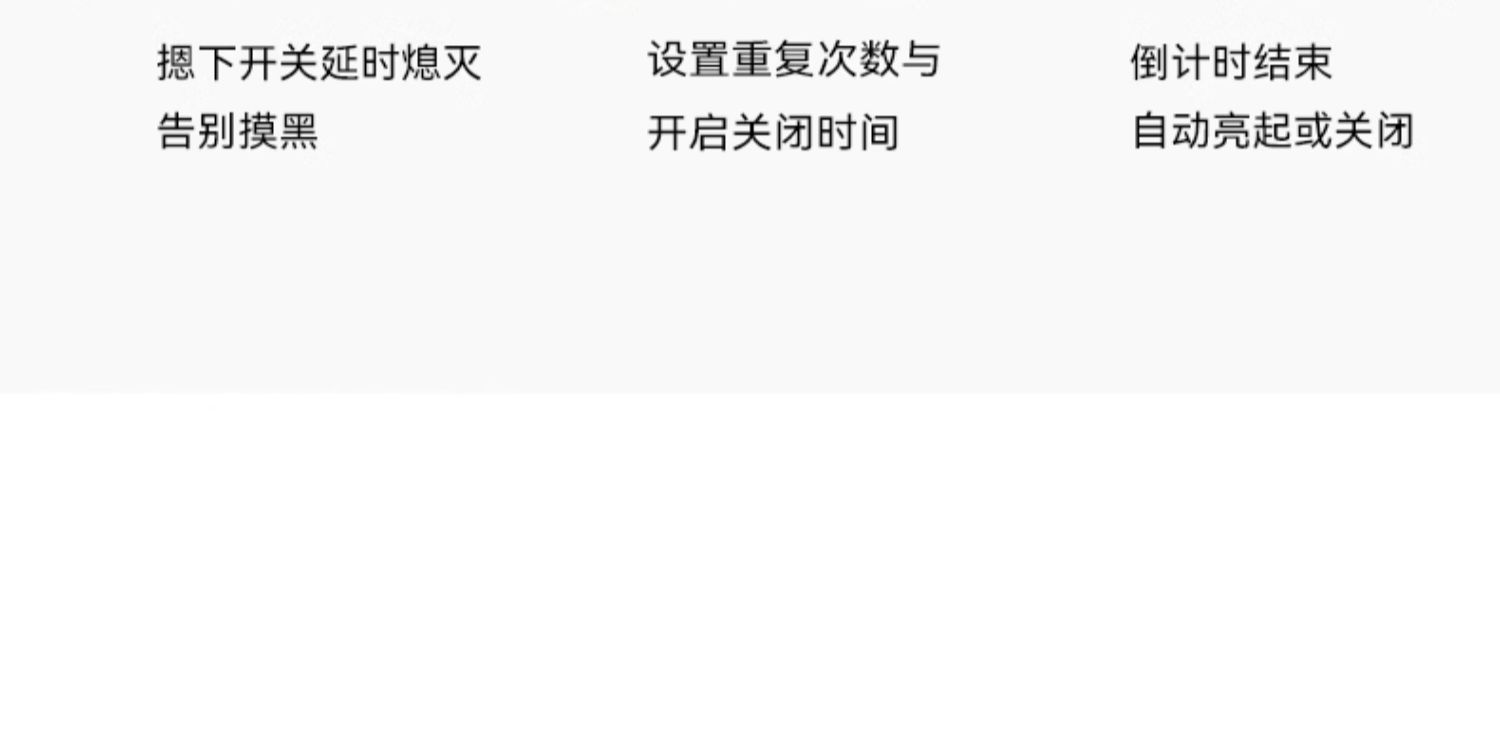 摁下开关延时熄灭
告别摸黑
设置重复次数与
开启关闭时间
倒计时结束
自动亮起或关闭